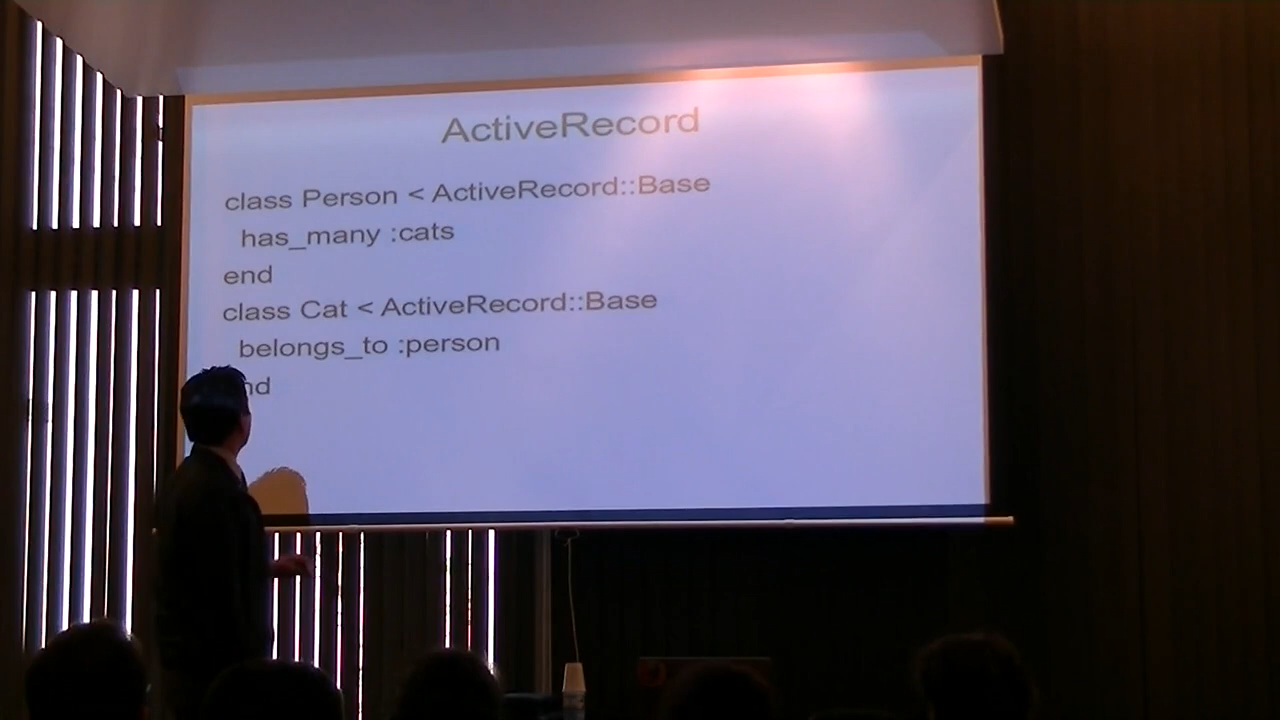 ActiveRecord
class Person < ActiveRecord::Base
has_many :cats
end
class Cat < ActiveRecord::Base
belongs_to :person
nd